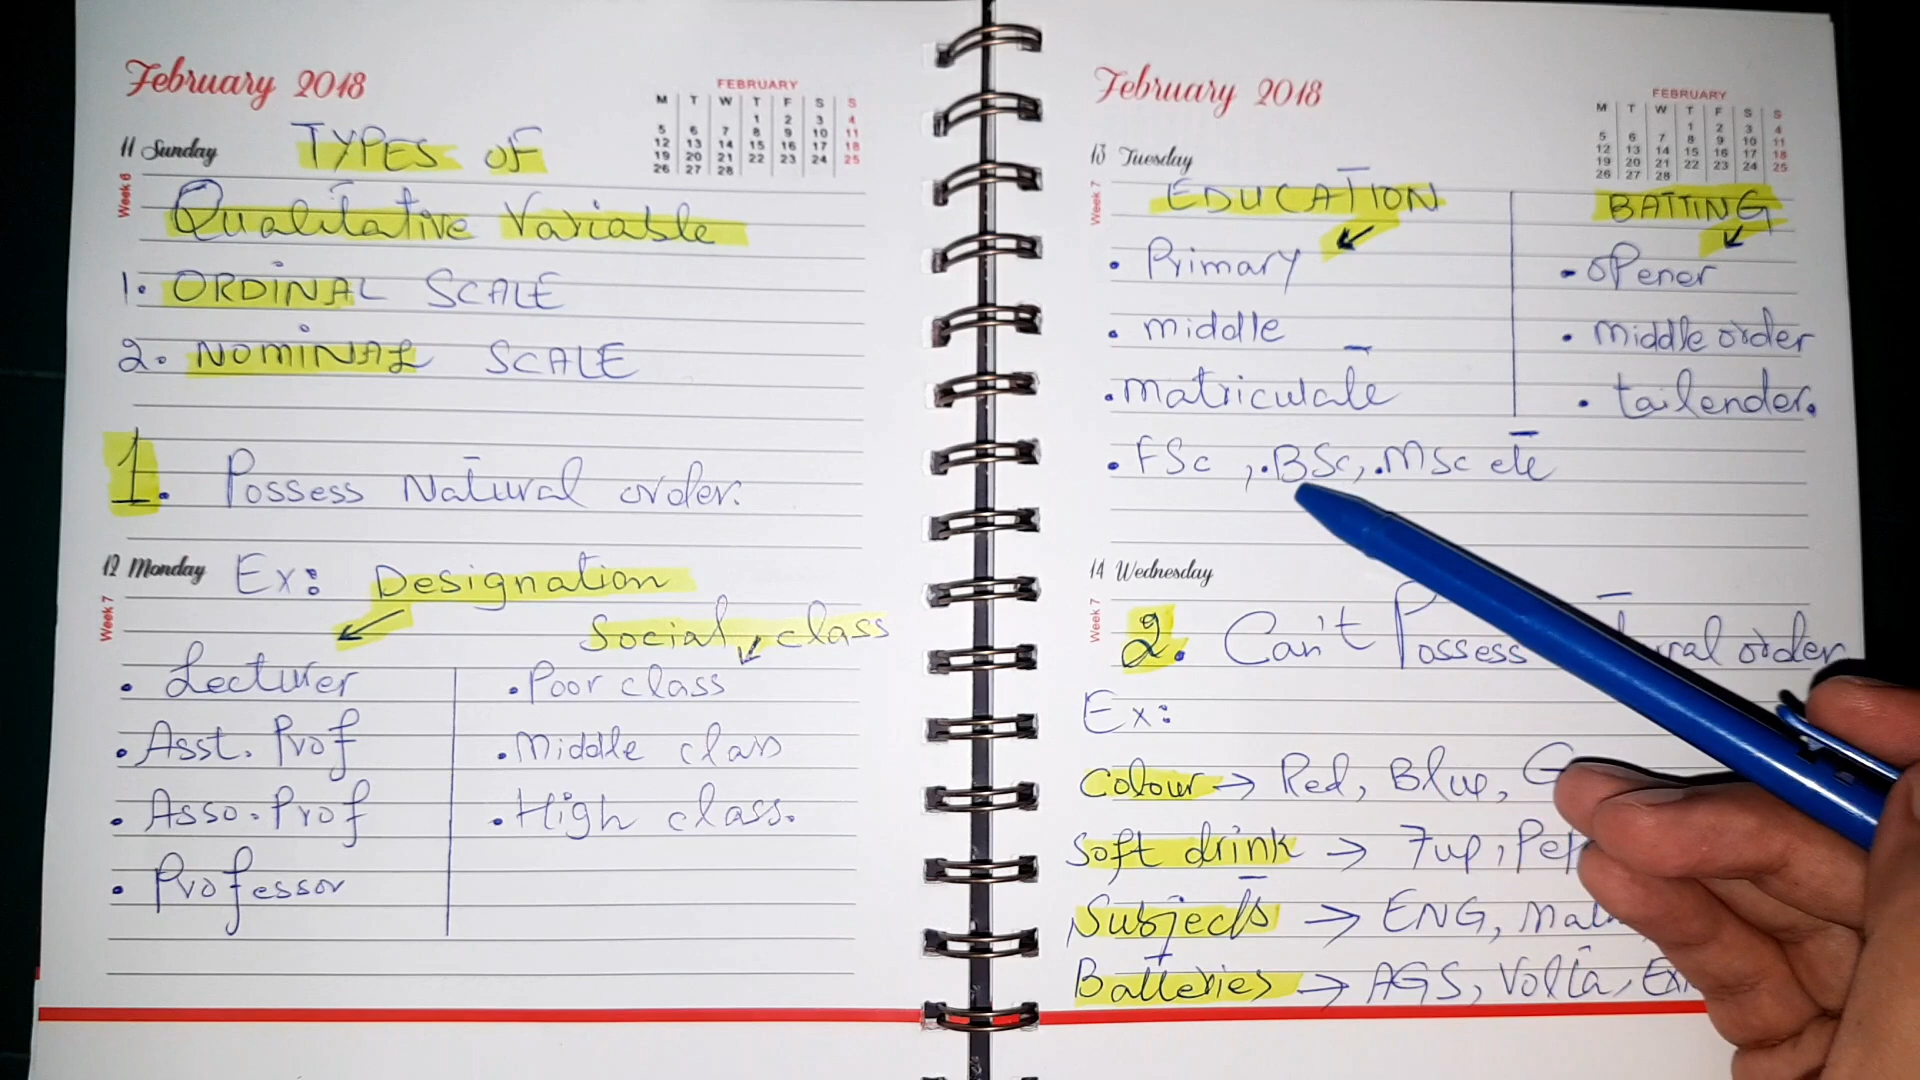 February 2018
FEBRUARY
M T W T F S S
1 2 3 4
5 6 7 8 9 10 11
12 13 14 15 16 17 18
19 20 21 22 23 24 25
26 27 28
11 Sunday
Week 6
TYPES OF
Qualitative Variable
1. ORDINAL SCALE
2. NOMINAL SCALE
1. Possess Natural order.
12 Monday
Week 7
Ex: Designation
Social class
• Lecturer
• Asst. Prof
• Asso. Prof
• Professor
• Poor class
• Middle class
• High class.
February 2018
FEBRUARY
M T W T F S S
1 2 3 4
5 6 7 8 9 10 11
12 13 14 15 16 17 18
19 20 21 22 23 24 25
26 27 28
13 Tuesday
Week 7
EDUCATION
• Primary
• middle
• matriculate
• FSc, • BSc, • MSc etc
BATTING
• opener
• Middle order
• tailender.
14 Wednesday
Week 7
2. Can't Possess order
Ex:
Colour → Red, Blue,
Soft drink → 7up,
Subjects → ENG,
Batteries → AGS, Volta,